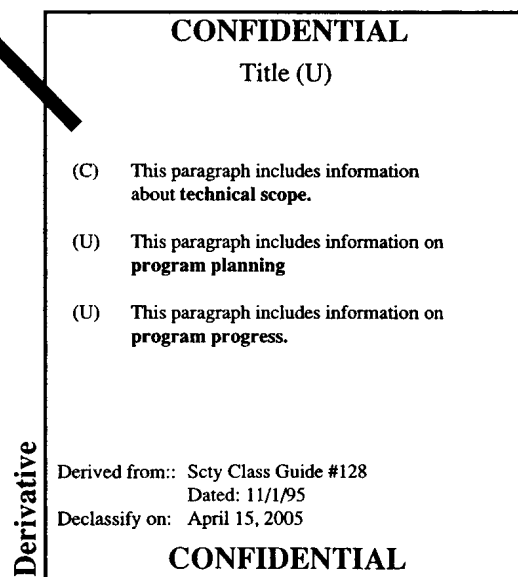 CONFIDENTIAL
Title (U)
(C) This paragraph includes information
about technical scope.
(U) This paragraph includes information on
program planning
(U) This paragraph includes information on
program progress.
Derivative
Derived from:: Scty Class Guide #128
Dated: 11/1/95
Declassify on: April 15, 2005
CONFIDENTIAL